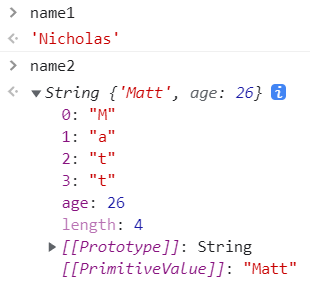 name1
'Nicholas'
name2
String {'Matt', age: 26} i
0: "M"
1: "a"
2: "t"
3: "t"
age: 26
length: 4
[[Prototype]]: String
[[PrimitiveValue]]: "Matt"